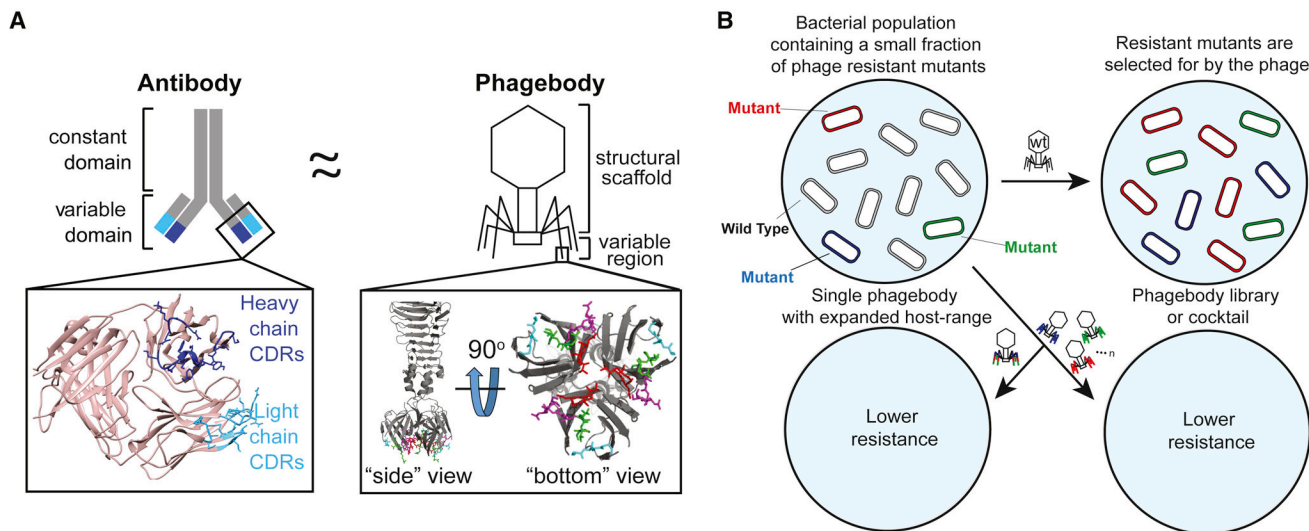 A
Antibody
constant
domain
variable
domain
≈
Phagebody
structural
scaffold
variable
region
Heavy
chain
CDRs
Light
chain
CDRs
90°
“side” view
“bottom” view
B
Bacterial population
containing a small fraction
of phage resistant mutants
Resistant mutants are
selected for by the phage
Mutant
Wild Type
Mutant
Mutant
wt
Single phagebody
with expanded host-range
Phagebody library
or cocktail
n
Lower
resistance
Lower
resistance